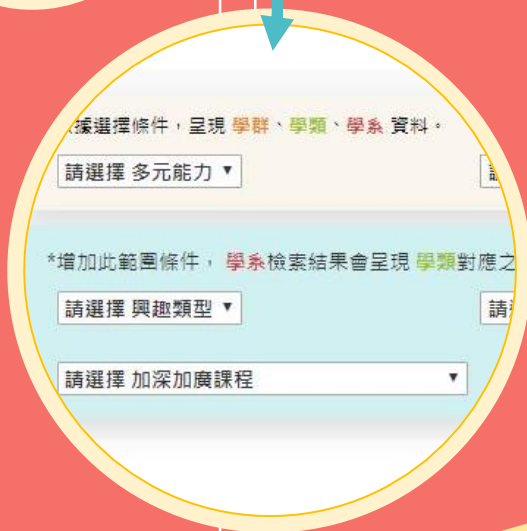 據選擇條件，呈現 學群、學類、學系 資料。
請選擇 多元能力 ▼
*增加此範圍條件， 學系檢索結果會呈現 學類對應之
請選擇 興趣類型 ▼ 請
請選擇 加深加廣課程 ▼